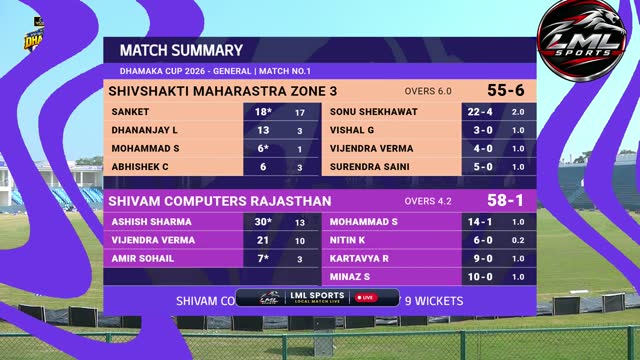 LML
SPORTS
MATCH SUMMARY
DHAMAKA CUP 2026 - GENERAL | MATCH NO.1
SHIVSHAKTI MAHARASTRA ZONE 3 OVERS 6.0 55-6
SANKET 18* 17 SONU SHEKHAWAT 22-4 2.0
DHANANJAY L 13 3 VISHAL G 3-0 1.0
MOHAMMAD S 6* 1 VIJENDRA VERMA 4-0 1.0
ABHISHEK C 6 3 SURENDRA SAINI 5-0 1.0
SHIVAM COMPUTERS RAJASTHAN OVERS 4.2 58-1
ASHISH SHARMA 30* 13 MOHAMMAD S 14-1 1.0
VIJENDRA VERMA 21 10 NITIN K 6-0 0.2
AMIR SOHAIL 7* 3 KARTAVYA R 9-0 1.0
MINAZ S 10-0 1.0
SHIVAM CO 9 WICKETS
LML SPORTS
LOCAL MATCH LIVE
LIVE